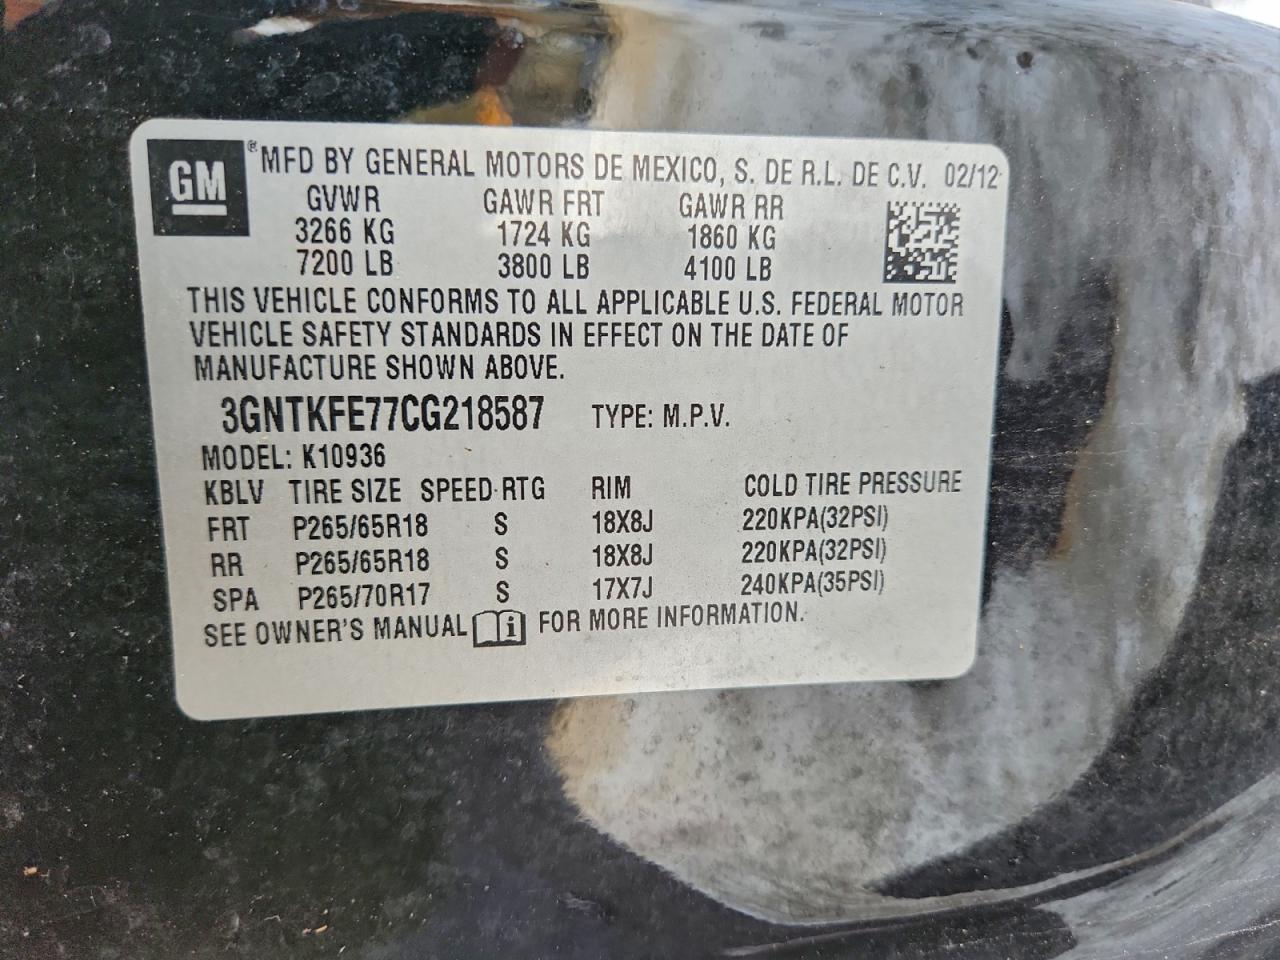 GM ® MFD BY GENERAL MOTORS DE MEXICO, S. DE R.L. DE C.V. 02/12
GVWR GAWR FRT GAWR RR
3266 KG 1724 KG 1860 KG
7200 LB 3800 LB 4100 LB
THIS VEHICLE CONFORMS TO ALL APPLICABLE U.S. FEDERAL MOTOR
VEHICLE SAFETY STANDARDS IN EFFECT ON THE DATE OF
MANUFACTURE SHOWN ABOVE.
3GNTKFE77CG218587 TYPE: M.P.V.
MODEL: K10936
KBLV TIRE SIZE SPEED RTG RIM COLD TIRE PRESSURE
FRT P265/65R18 S 18X8J 220KPA(32PSI)
RR P265/65R18 S 18X8J 220KPA(32PSI)
SPA P265/70R17 S 17X7J 240KPA(35PSI)
SEE OWNER'S MANUAL i FOR MORE INFORMATION.